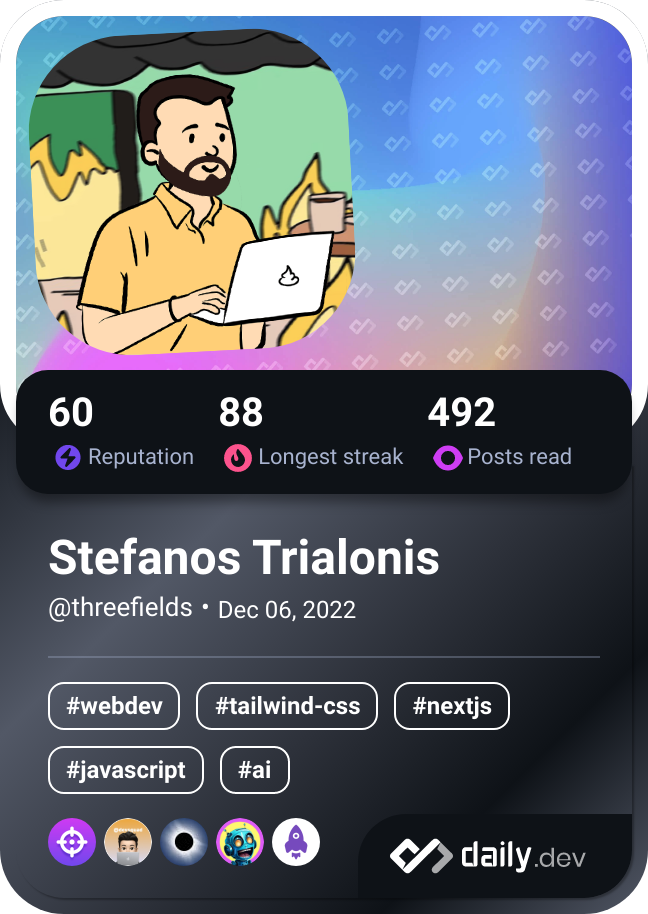 60 88 492
Reputation Longest streak Posts read
Stefanos Trialonis
@threefields • Dec 06, 2022
#webdev #tailwind-css #nextjs
#javascript #ai
daily.dev